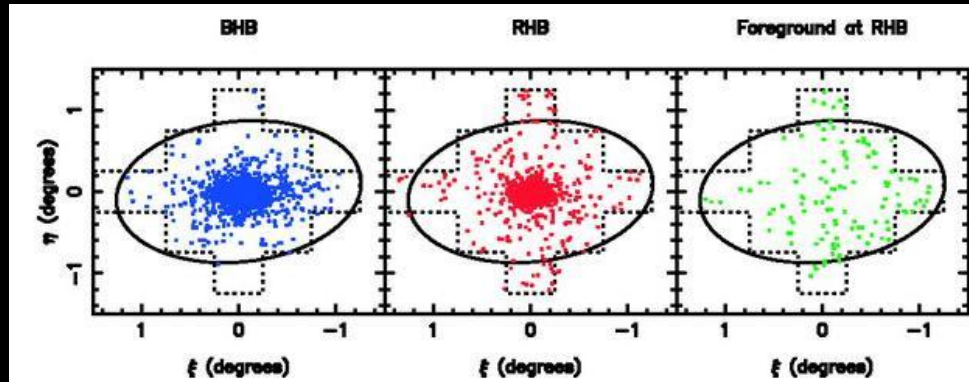 BHB
RHB
Foreground at RHB
η (degrees)
1
0
−1
1 0 −1
1 0 −1
1 0 −1
ξ (degrees)
ξ (degrees)
ξ (degrees)